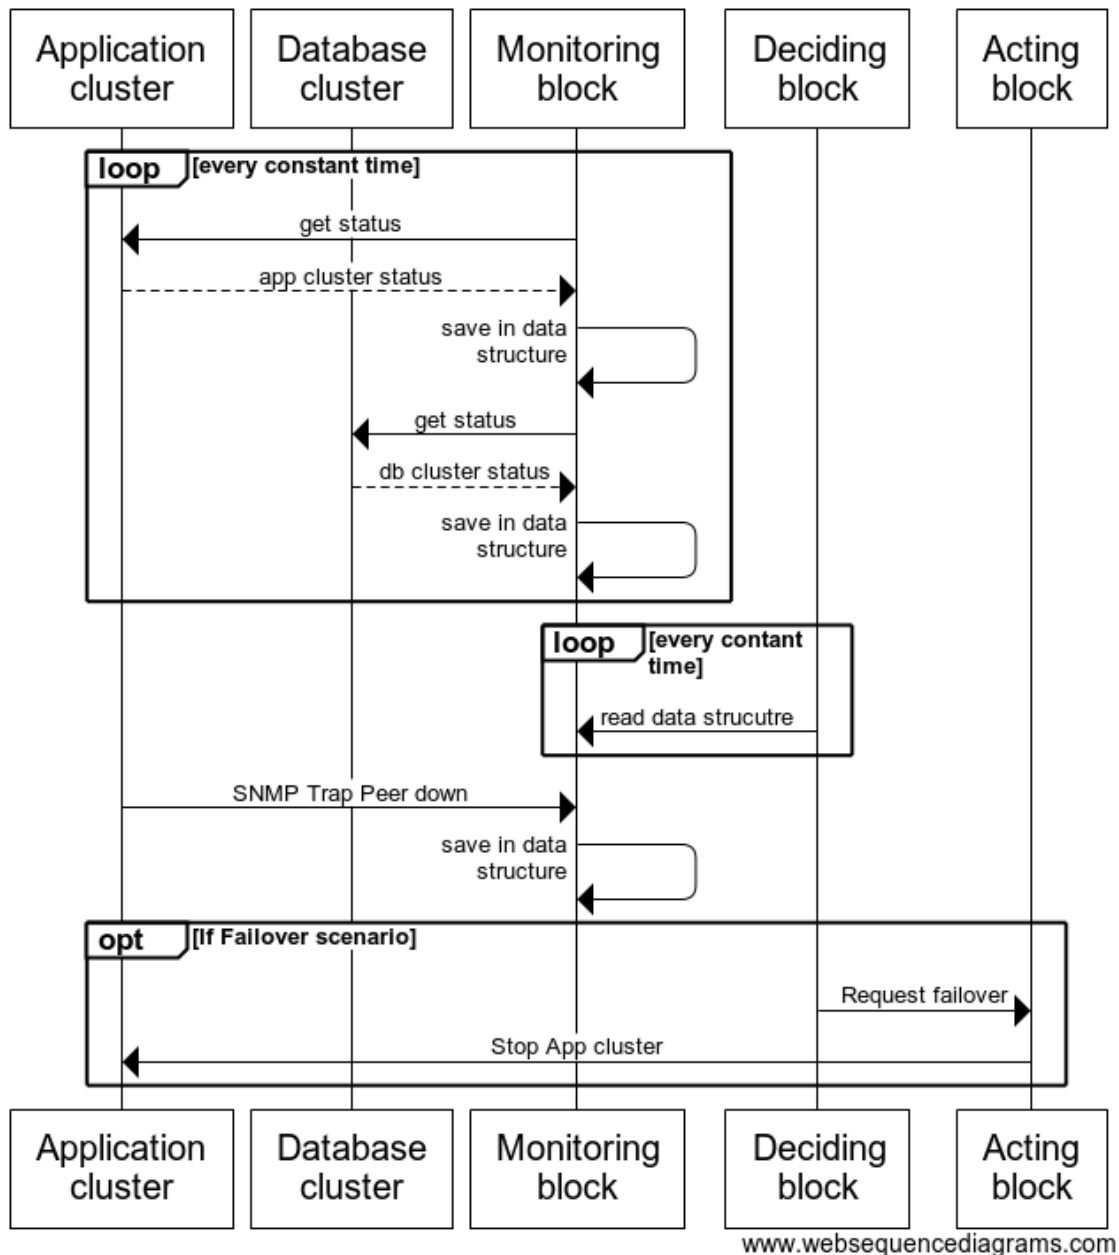 Application
cluster
Database
cluster
Monitoring
block
Deciding
block
Acting
block
loop
[every constant time]
get status
app cluster status
save in data
structure
get status
db cluster status
save in data
structure
loop
[every contant
time]
read data strucutre
SNMP Trap Peer down
save in data
structure
opt
[If Failover scenario]
Request failover
Stop App cluster
Application
cluster
Database
cluster
Monitoring
block
Deciding
block
Acting
block
www.websequencediagrams.com